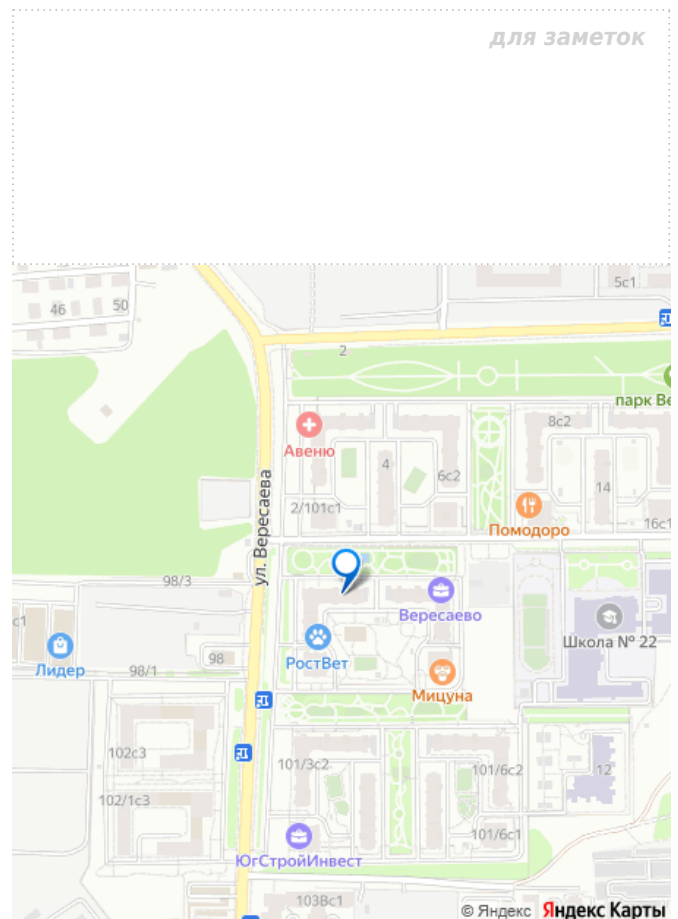 для заметок
5с1
46
50
2
парк Ве
Авеню
8с2
4
6с2
14
2/101с1
Помодоро
16с1
ул. Вересаева
98/3
Вересаево
с1
Школа № 22
98
РостВет
Лидер
98/1
Мицуна
102с3
101/3с2
101/6с2
12
102/1с3
101/6с1
ЮгСтройИнвест
103Вс1
© Яндекс Яндекс Карты